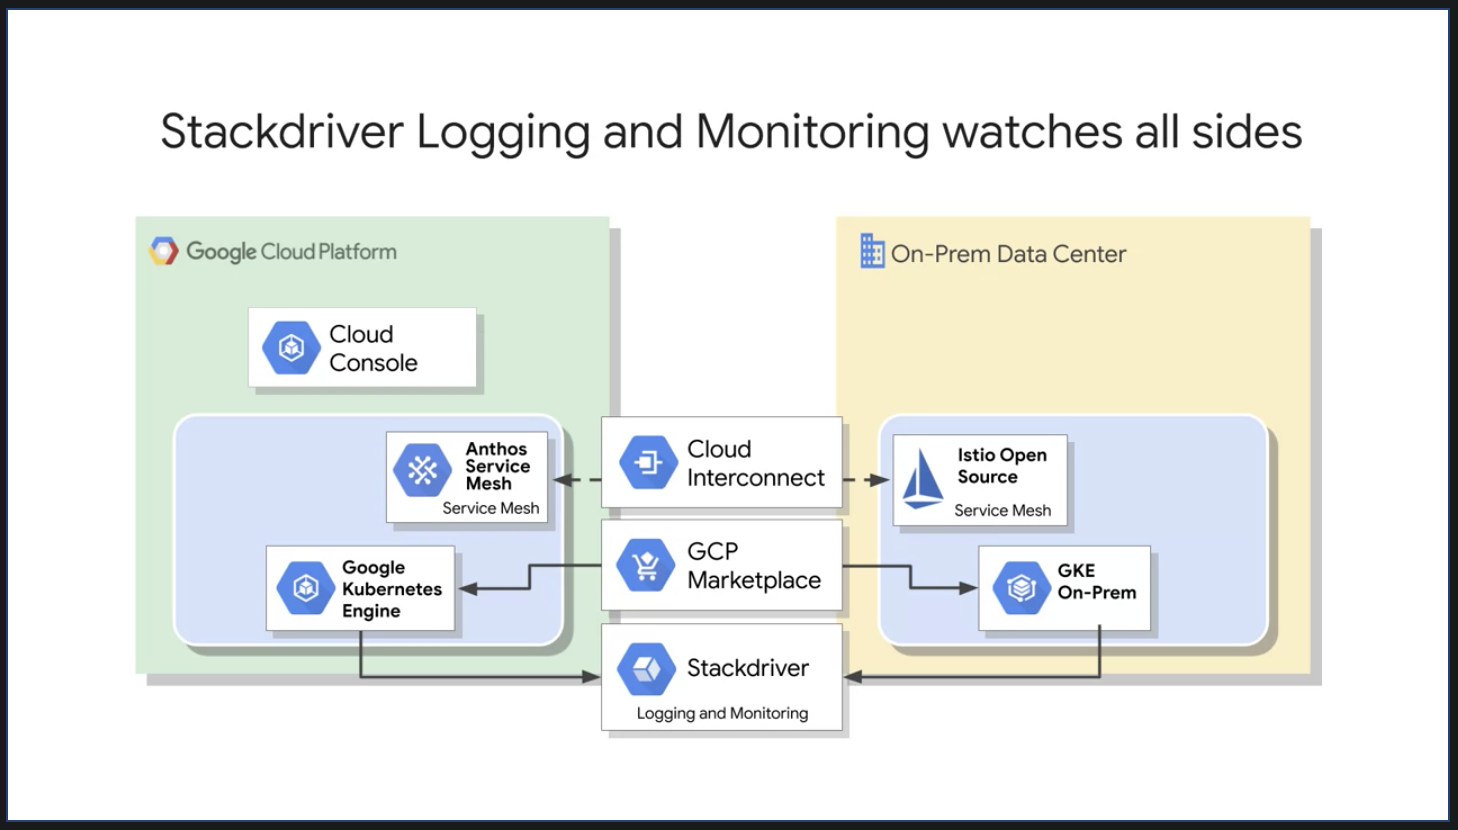 Stackdriver Logging and Monitoring watches all sides
Google Cloud Platform
Cloud
Console
Anthos
Service
Mesh
Service Mesh
Google
Kubernetes
Engine
Cloud
Interconnect
GCP
Marketplace
Stackdriver
Logging and Monitoring
On-Prem Data Center
Istio Open
Source
Service Mesh
GKE
On-Prem